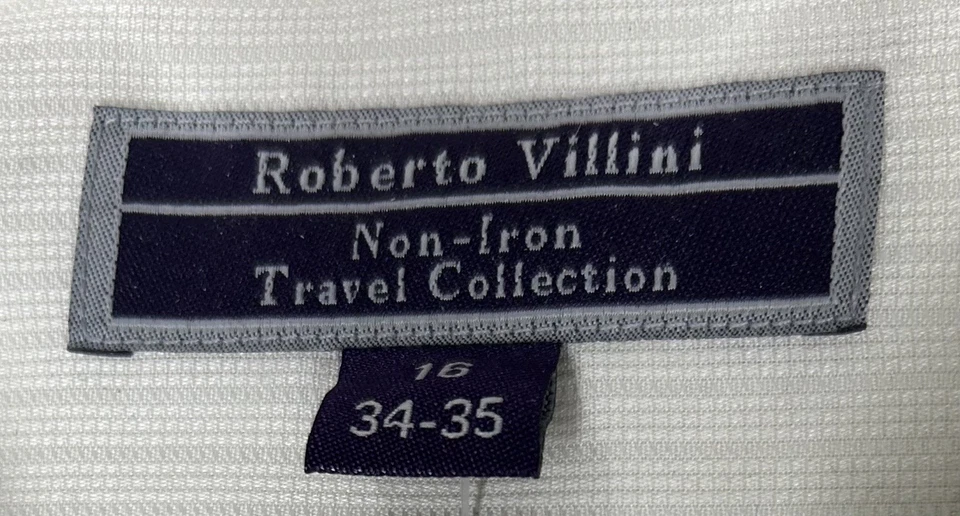 Roberto Villini
Non-Iron
Travel Collection
16
34-35